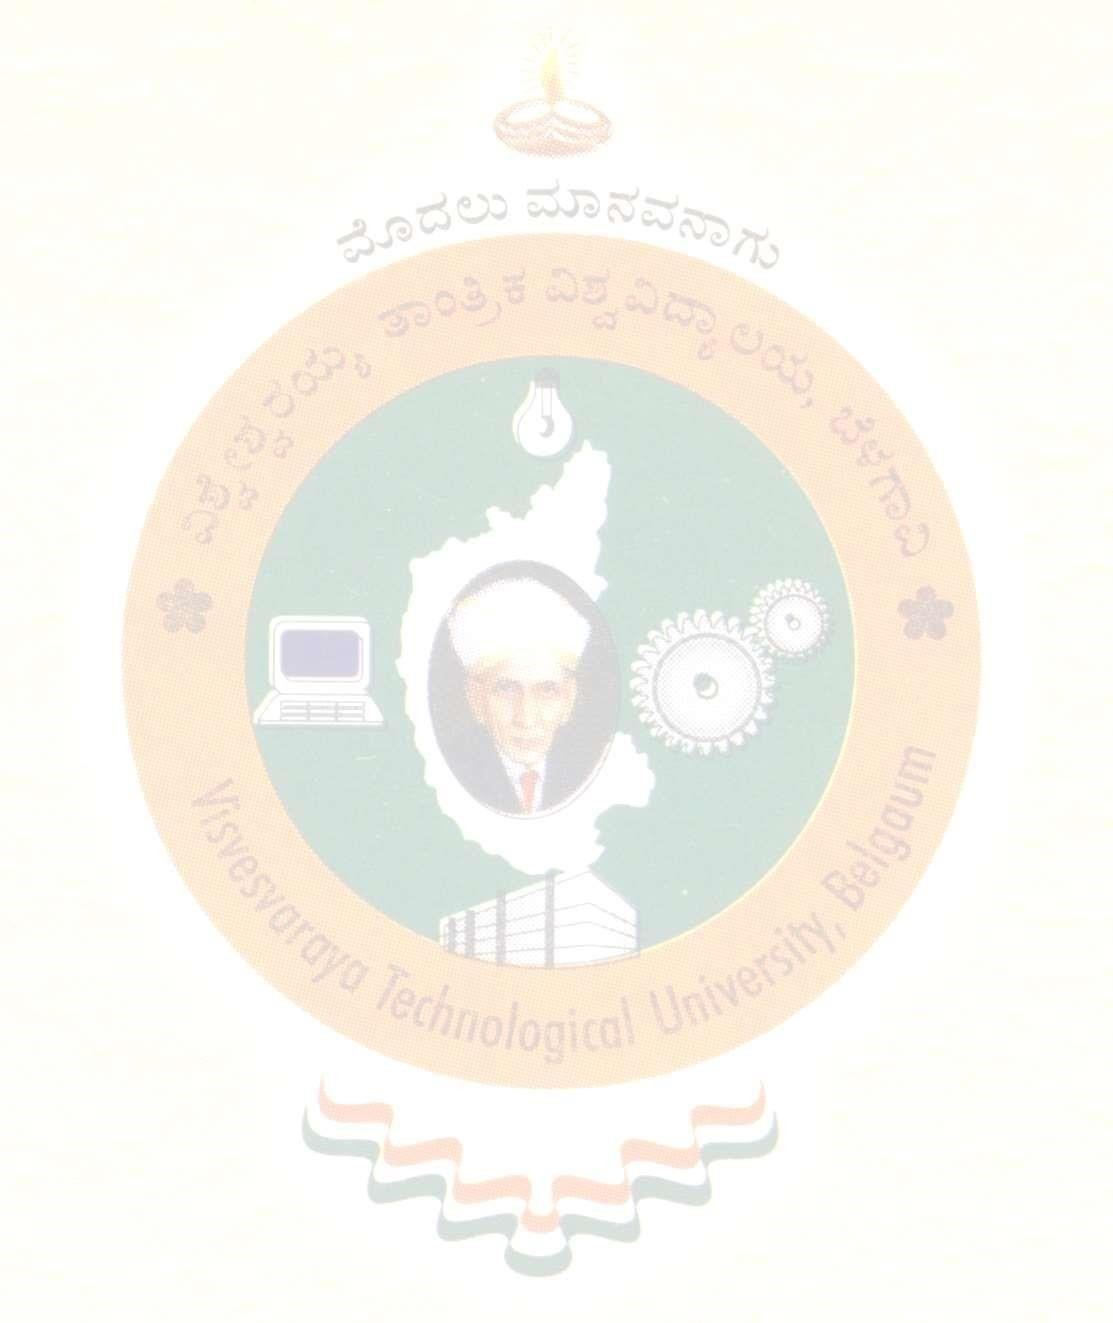 ಮೊದಲು ಮಾನವನಾಗು
ವಿಶ್ವೇಶ್ವರಯ್ಯ ತಾಂತ್ರಿಕ ವಿಶ್ವವಿದ್ಯಾಲಯ, ಬೆಳಗಾವಿ
Visvesvaraya Technological University, Belgaum